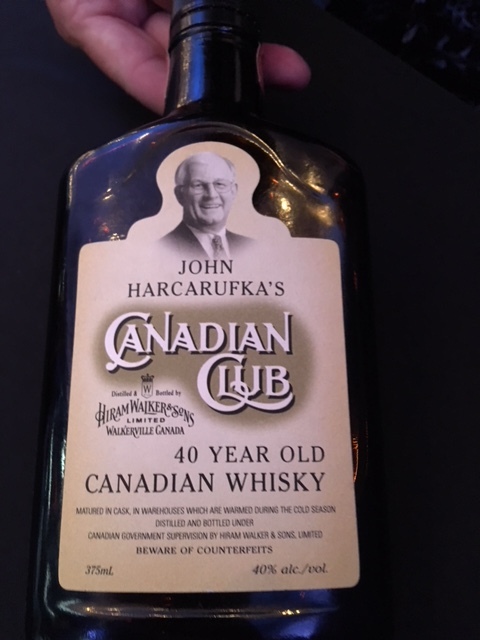 JOHN
HARCARUFKA'S
CANADIAN
CLUB
Distilled & Bottled by
W
HIRAM WALKER & SONS
LIMITED
WALKERVILLE CANADA
40 YEAR OLD
CANADIAN WHISKY
MATURED IN CASK, IN WAREHOUSES WHICH ARE WARMED DURING THE COLD SEASON
DISTILLED AND BOTTLED UNDER
CANADIAN GOVERNMENT SUPERVISION BY HIRAM WALKER & SONS, LIMITED
BEWARE OF COUNTERFEITS
375mL 40% alc./vol.